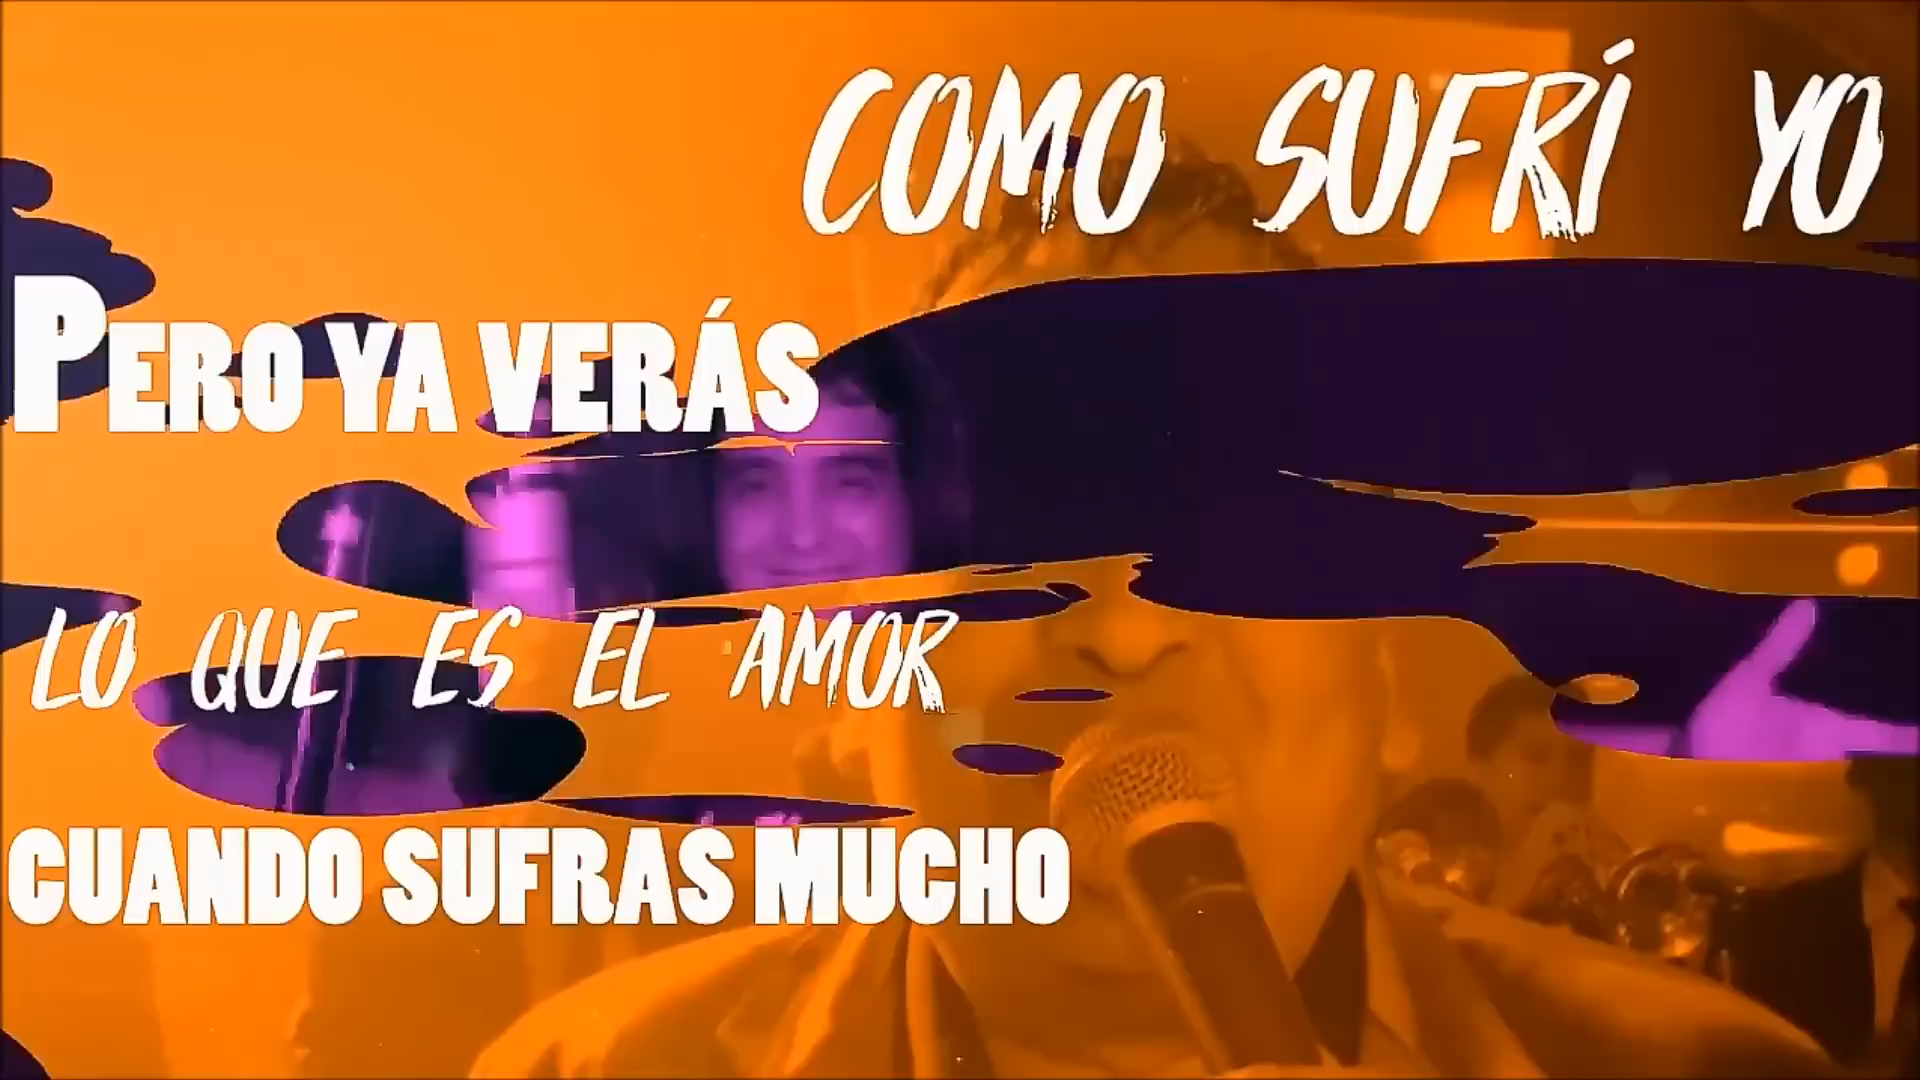 COMO SUFRÍ YO
PERO YA VERÁS
LO QUE ES EL AMOR
CUANDO SUFRAS MUCHO